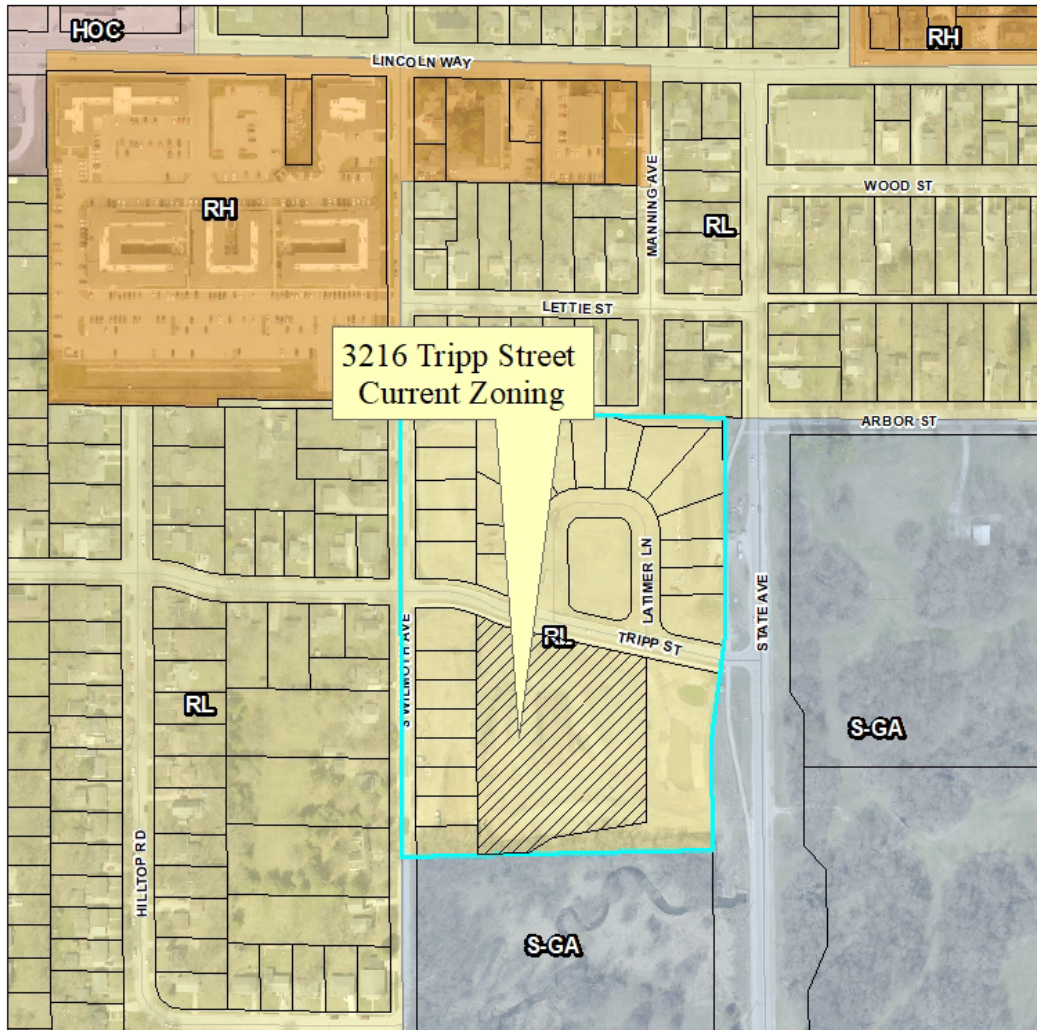 HOC
RH
LINCOLN WAY
WOOD ST
RH
MANNING AVE
RL
LETTIE ST
3216 Tripp Street
Current Zoning
ARBOR ST
LATIMER LN
STATE AVE
RL
TRIPP ST
S WILMOTH AVE
RL
S-GA
HILLTOP RD
S-GA